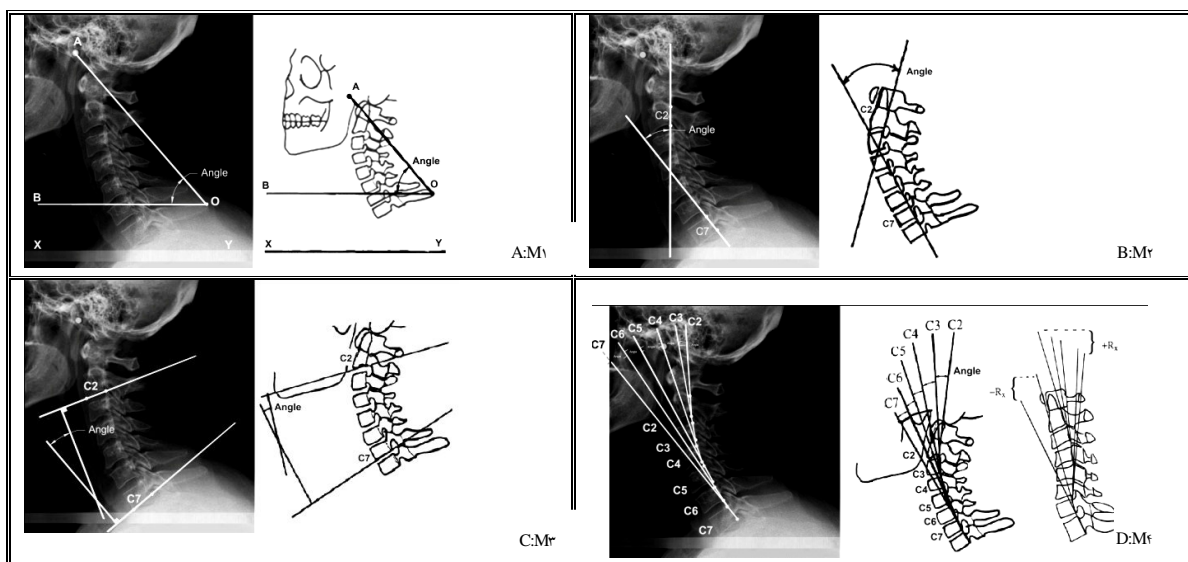 A
Angle
B
O
X
Y
A
Angle
B
O
X
Y
A:M۱
C2
Angle
C7
Angle
C2
C7
B:M۲
C2
Angle
C7
C2
Angle
C7
C:M۳
C2
C3
C4
C5
C6
C7
C2
C3
C4
C5
C6
C7
C2
C3
C4
C5
C6
C7
Angle
C2
C3
C4
C5
C6
C7
+Rx
−Rx
D:M۴